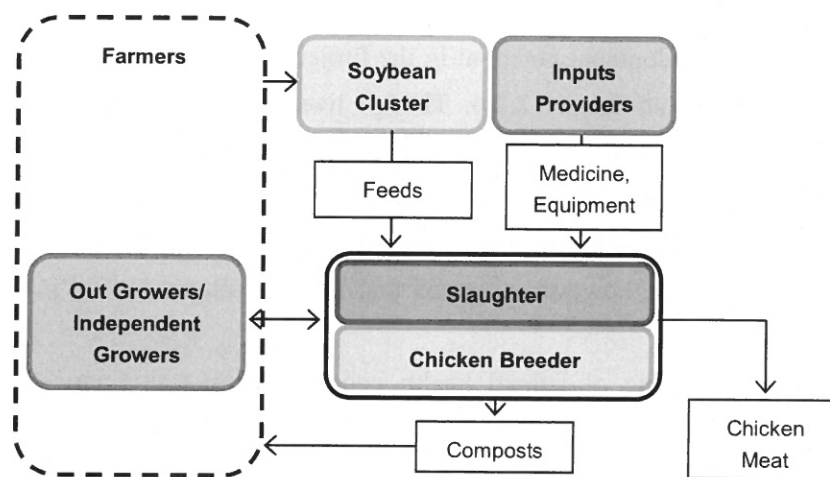 Farmers
Soybean
Cluster
Inputs
Providers
Feeds
Medicine,
Equipment
Out Growers/
Independent
Growers
Slaughter
Chicken Breeder
Composts
Chicken
Meat